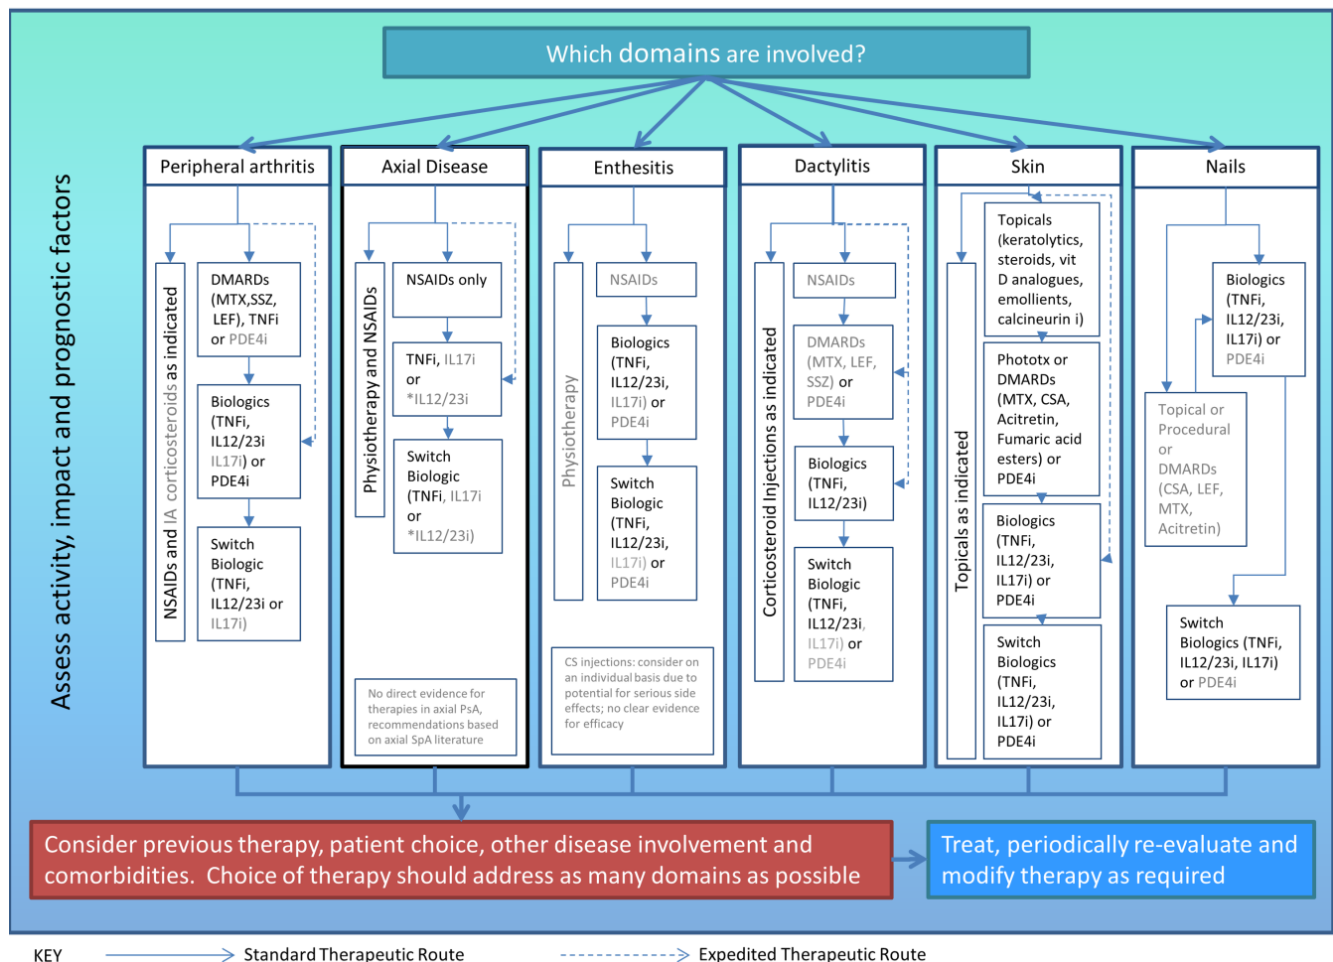 Which domains are involved?
Assess activity, impact and prognostic factors
Peripheral arthritis
NSAIDs and IA corticosteroids as indicated
DMARDs
(MTX,SSZ,
LEF), TNFi
or PDE4i
Biologics
(TNFi,
IL12/23i
IL17i) or
PDE4i
Switch
Biologic
(TNFi,
IL12/23i or
IL17i)
Axial Disease
Physiotherapy and NSAIDs
NSAIDs only
TNFi, IL17i
or
*IL12/23i
Switch
Biologic
(TNFi, IL17i
or
*IL12/23i)
No direct evidence for
therapies in axial PsA,
recommendations based
on axial SpA literature
Enthesitis
Physiotherapy
NSAIDs
Biologics
(TNFi,
IL12/23i,
IL17i) or
PDE4i
Switch
Biologic
(TNFi,
IL12/23i,
IL17i) or
PDE4i
CS injections: consider on
an individual basis due to
potential for serious side
effects; no clear evidence
for efficacy
Dactylitis
Corticosteroid Injections as indicated
NSAIDs
DMARDs
(MTX, LEF,
SSZ) or
PDE4i
Biologics
(TNFi,
IL12/23i)
Switch
Biologic
(TNFi,
IL12/23i,
IL17i) or
PDE4i
Skin
Topicals as indicated
Topicals
(keratolytics,
steroids, vit
D analogues,
emollients,
calcineurin i)
Phototx or
DMARDs
(MTX, CSA,
Acitretin,
Fumaric acid
esters) or
PDE4i
Biologics
(TNFi,
IL12/23i,
IL17i) or
PDE4i
Switch
Biologics
(TNFi,
IL12/23i,
IL17i) or
PDE4i
Nails
Biologics
(TNFi,
IL12/23i,
IL17i) or
PDE4i
Topical or
Procedural
or
DMARDs
(CSA, LEF,
MTX,
Acitretin)
Switch
Biologics (TNFi,
IL12/23i, IL17i)
or PDE4i
Consider previous therapy, patient choice, other disease involvement and
comorbidities. Choice of therapy should address as many domains as possible
Treat, periodically re-evaluate and
modify therapy as required
KEY
Standard Therapeutic Route
Expedited Therapeutic Route